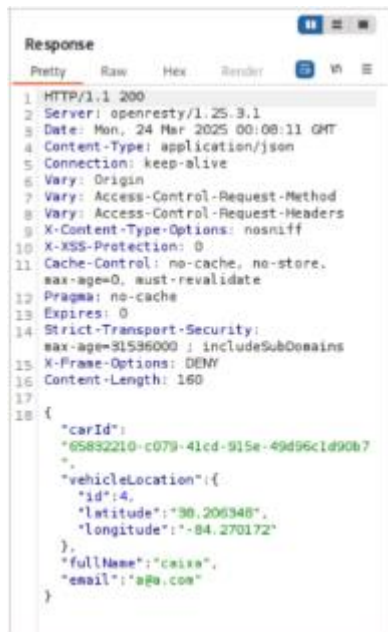 Response
Pretty Raw Hex Render \n
1 HTTP/1.1 200
2 Server: openresty/1.25.3.1
3 Date: Mon, 24 Mar 2025 00:08:11 GMT
4 Content-Type: application/json
5 Connection: keep-alive
6 Vary: Origin
7 Vary: Access-Control-Request-Method
8 Vary: Access-Control-Request-Headers
9 X-Content-Type-Options: nosniff
10 X-XSS-Protection: 0
11 Cache-Control: no-cache, no-store,
max-age=0, must-revalidate
12 Pragma: no-cache
13 Expires: 0
14 Strict-Transport-Security:
max-age=31536000 ; includeSubDomains
15 X-Frame-Options: DENY
16 Content-Length: 160
17
18 {
"carId":
"65832210-c079-41cd-915e-49d96c1d90b7
",
"vehicleLocation":{
"id":4,
"latitude":"38.206348",
"longitude":"-84.270172"
},
"fullName":"caixa",
"email":"a@a.com"
}